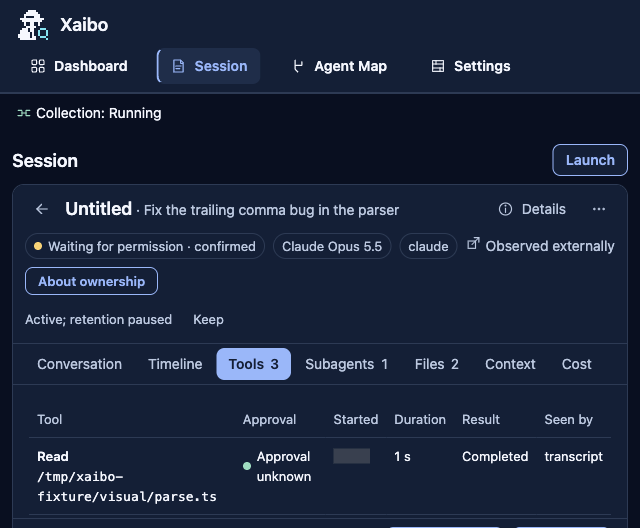 Xaibo
Dashboard Session Agent Map Settings
Collection: Running
Session Launch
Untitled · Fix the trailing comma bug in the parser Details ···
Waiting for permission · confirmed Claude Opus 5.5 claude Observed externally
About ownership
Active; retention paused Keep
Conversation Timeline Tools 3 Subagents 1 Files 2 Context Cost
Tool Approval Started Duration Result Seen by
Read Approval 1 s Completed transcript
/tmp/xaibo- unknown
fixture/visual/parse.ts